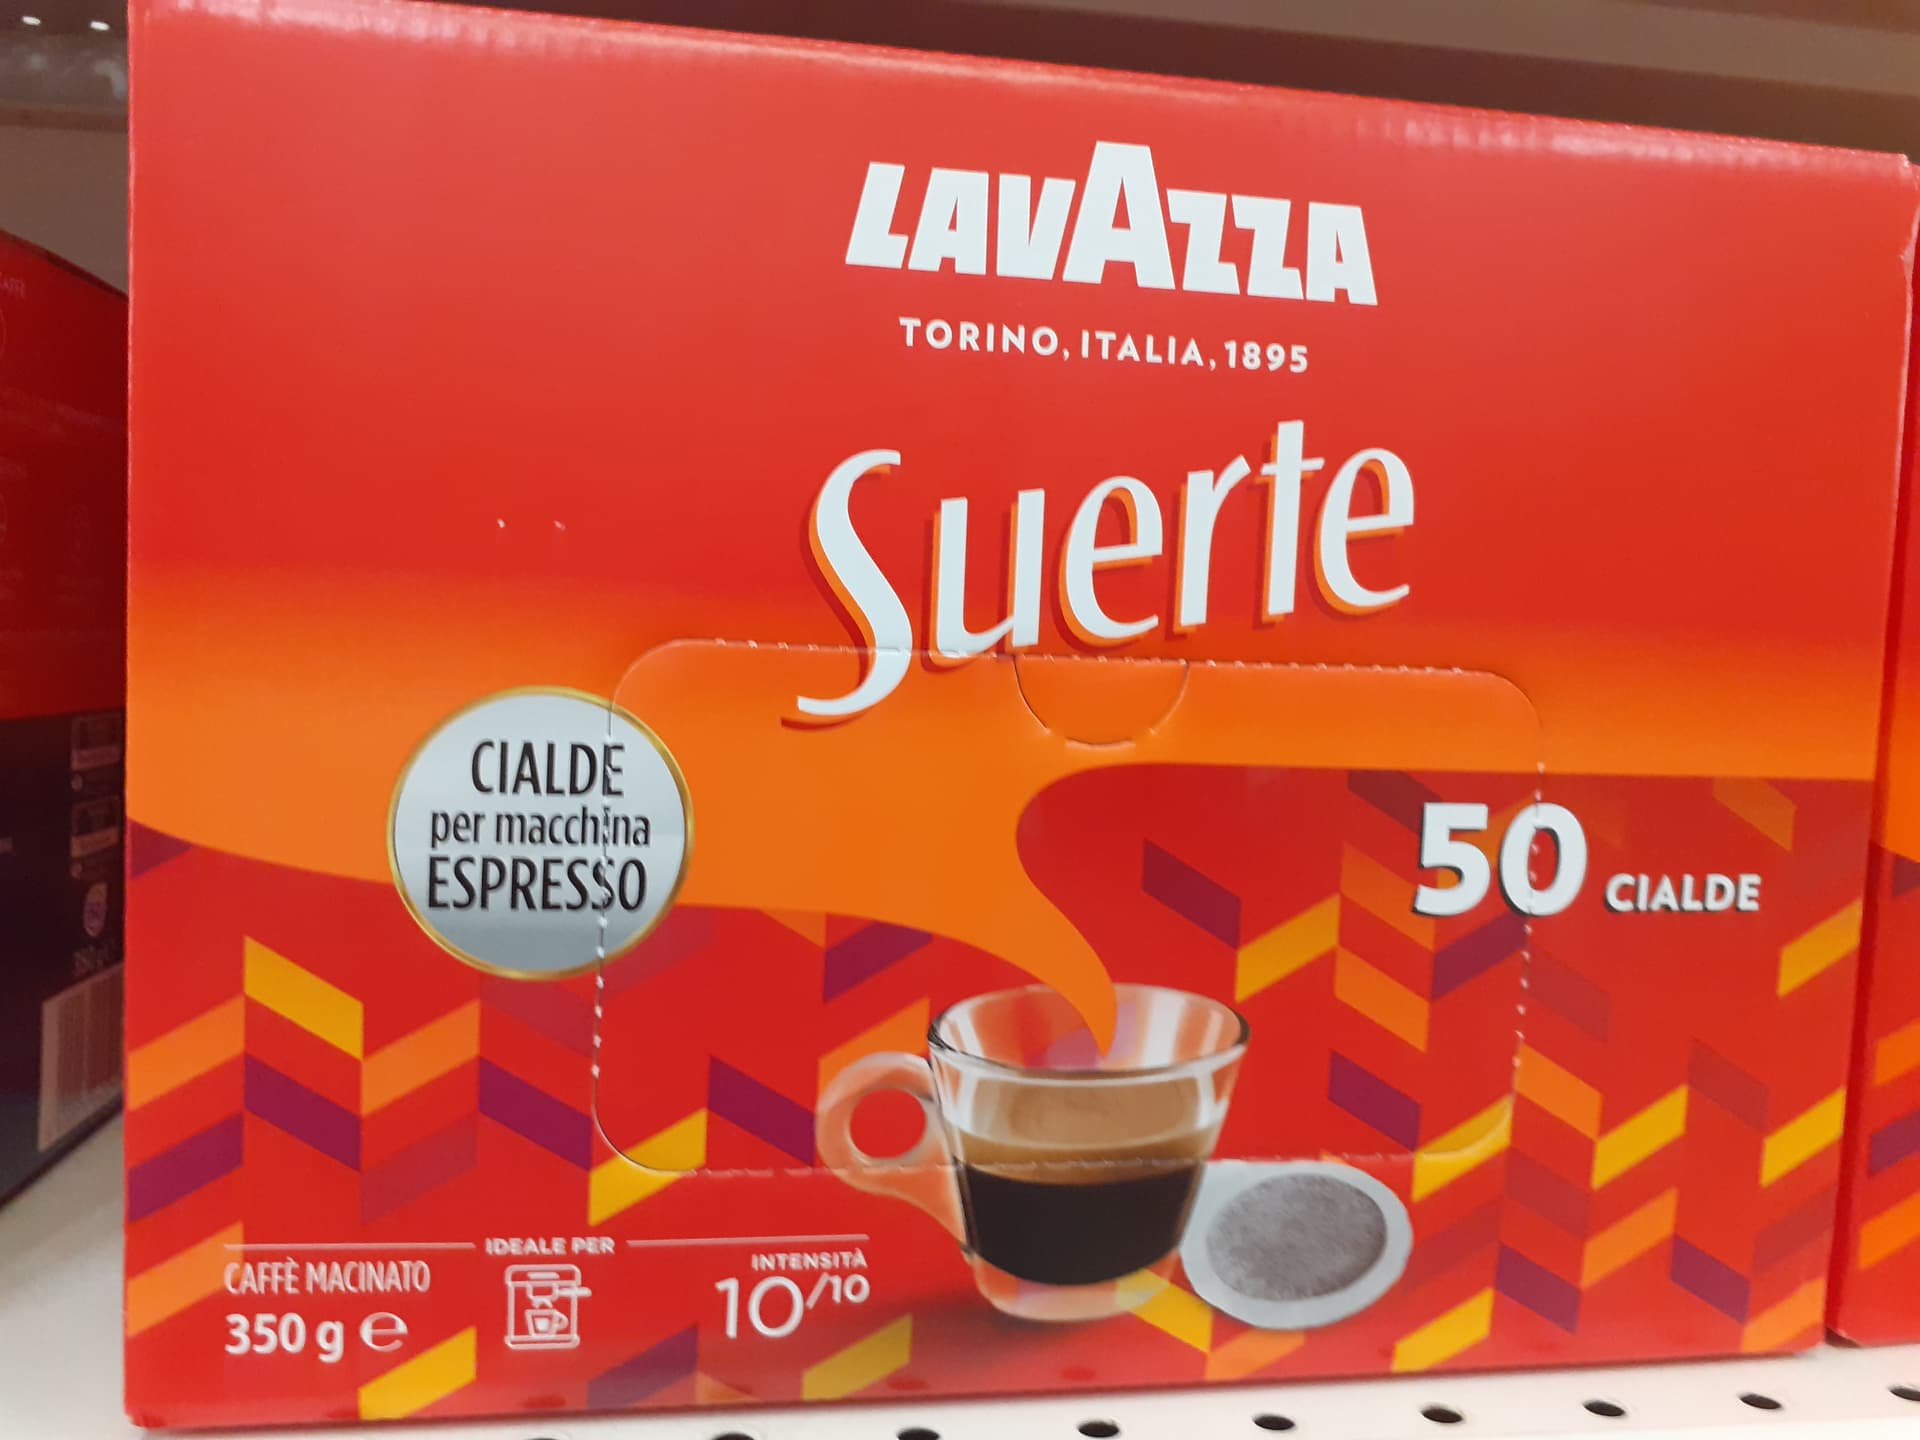 LAVAZZA
TORINO, ITALIA, 1895
Suerte
CIALDE
per macchina
ESPRESSO
50 CIALDE
IDEALE PER
CAFFÈ MACINATO
350 g e
INTENSITÀ
10/10